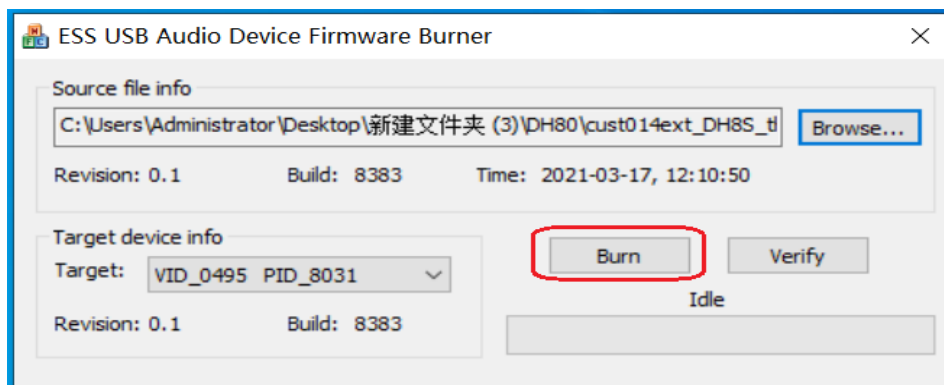 ESS USB Audio Device Firmware Burner
Source file info
C:\Users\Administrator\Desktop\新建文件夹 (3)\DH80\cust014ext_DH8S_tl
Browse...
Revision: 0.1 Build: 8383 Time: 2021-03-17, 12:10:50
Target device info
Target: VID_0495 PID_8031
Burn
Verify
Idle
Revision: 0.1 Build: 8383